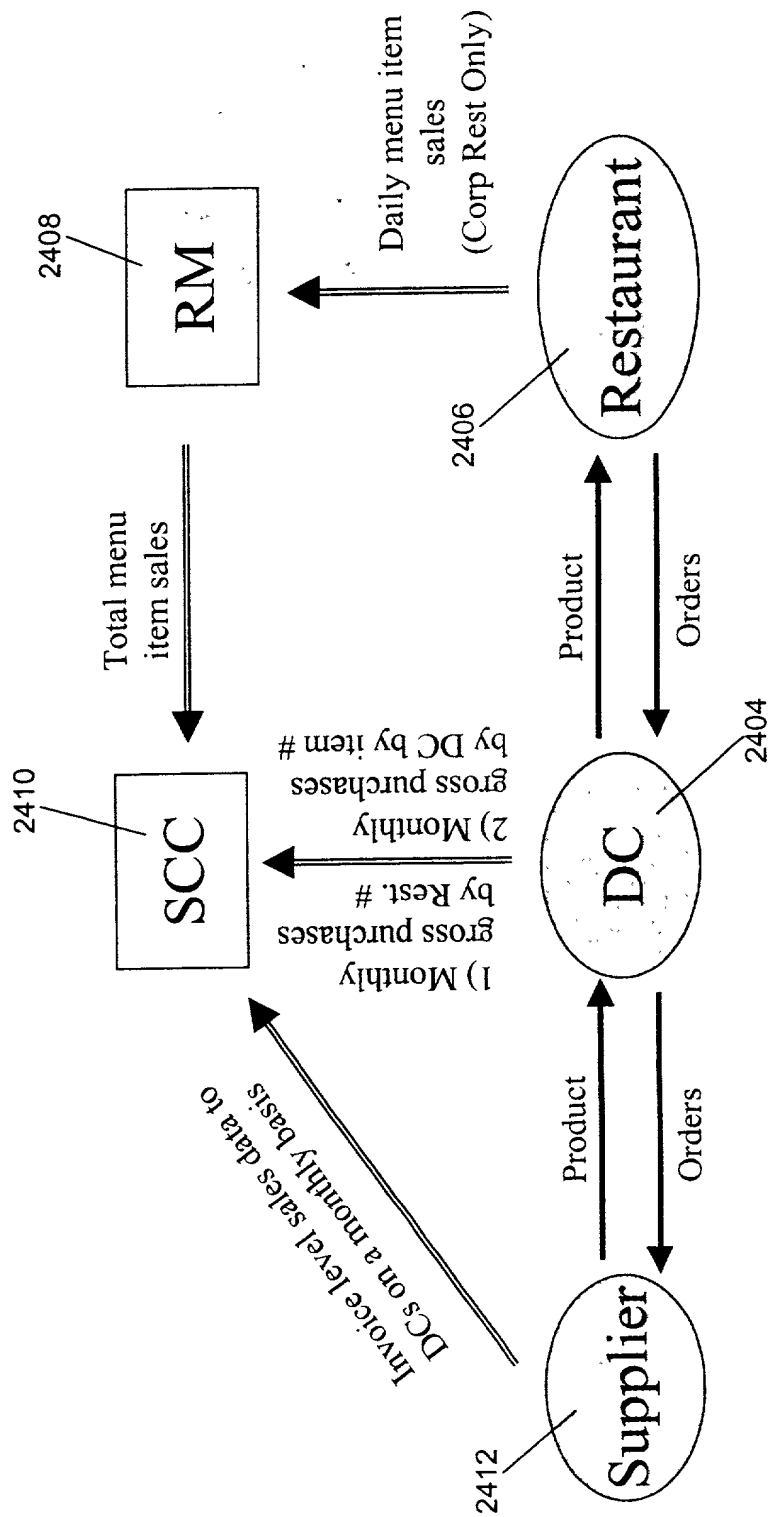 2410
SCC
Total menu
item sales
2408
RM
Invoice level sales data to
DCs on a monthly basis
1) Monthly
gross purchases
by Rest. #
2) Monthly
gross purchases
by DC by item #
Daily menu item
sales
(Corp Rest Only)
2412
Supplier
Product
Orders
DC
2404
Product
Orders
2406
Restaurant